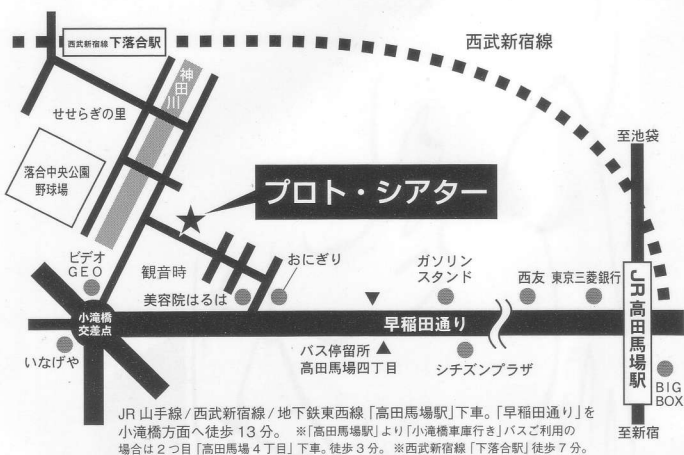 西武新宿線 下落合駅
西武新宿線
神田川
せせらぎの里
至池袋
落合中央公園
野球場
プロト・シアター
ビデオ
GEO
観音時
おにぎり
ガソリン
スタンド
西友
東京三菱銀行
美容院はるは
JR高田馬場駅
小滝橋
交差点
早稲田通り
いなげや
バス停留所
高田馬場四丁目
シチズンプラザ
BIG
BOX
至新宿
JR 山手線/西武新宿線/地下鉄東西線「高田馬場駅」下車。「早稲田通り」を
小滝橋方面へ徒歩 13 分。 ※「高田馬場駅」より「小滝橋車庫行き」バスご利用の
場合は 2 つ目「高田馬場 4 丁目」下車。徒歩 3 分。 ※西武新宿線「下落合駅」徒歩 7 分。